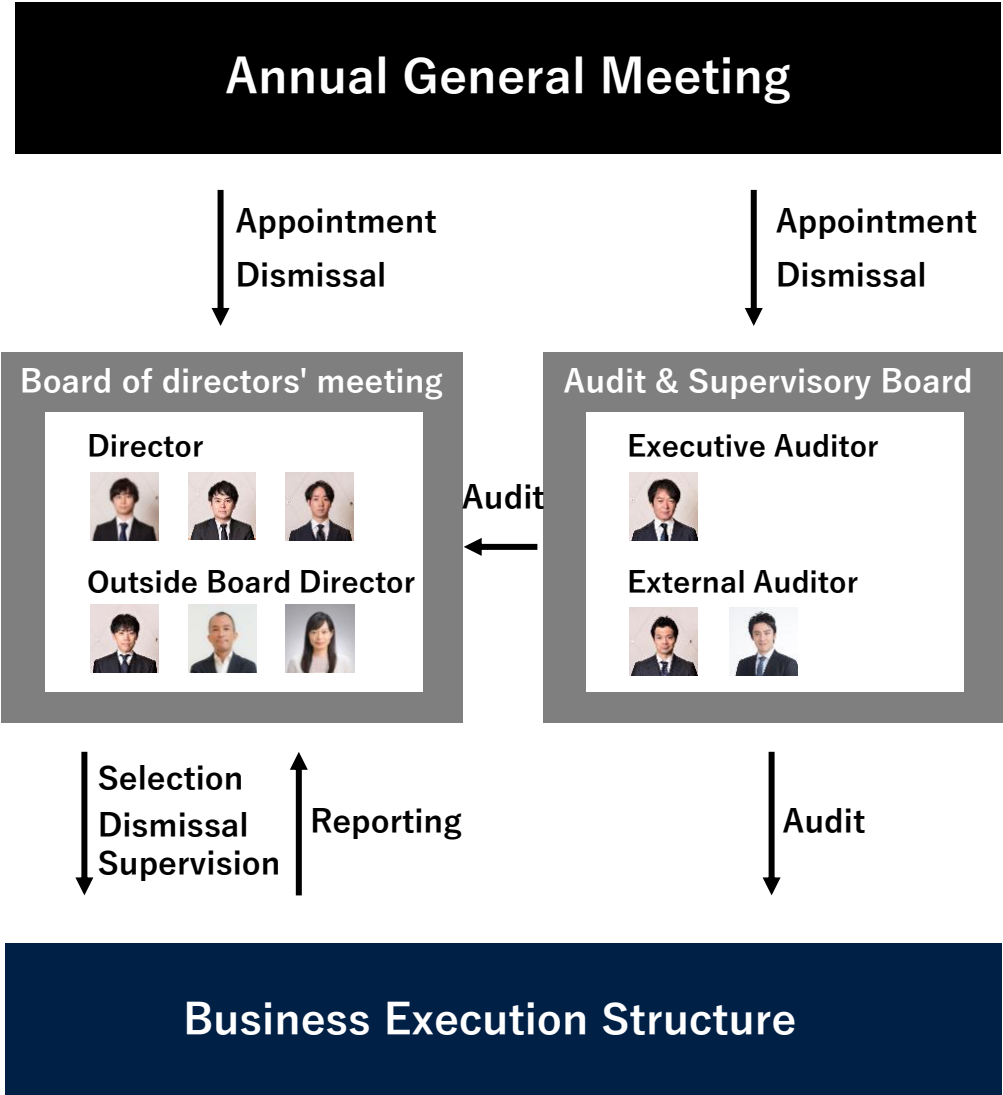 Annual General Meeting
Appointment
Dismissal
Appointment
Dismissal
Board of directors' meeting
Director
Outside Board Director
Audit
Audit & Supervisory Board
Executive Auditor
External Auditor
Selection
Dismissal
Supervision
Reporting
Audit
Business Execution Structure